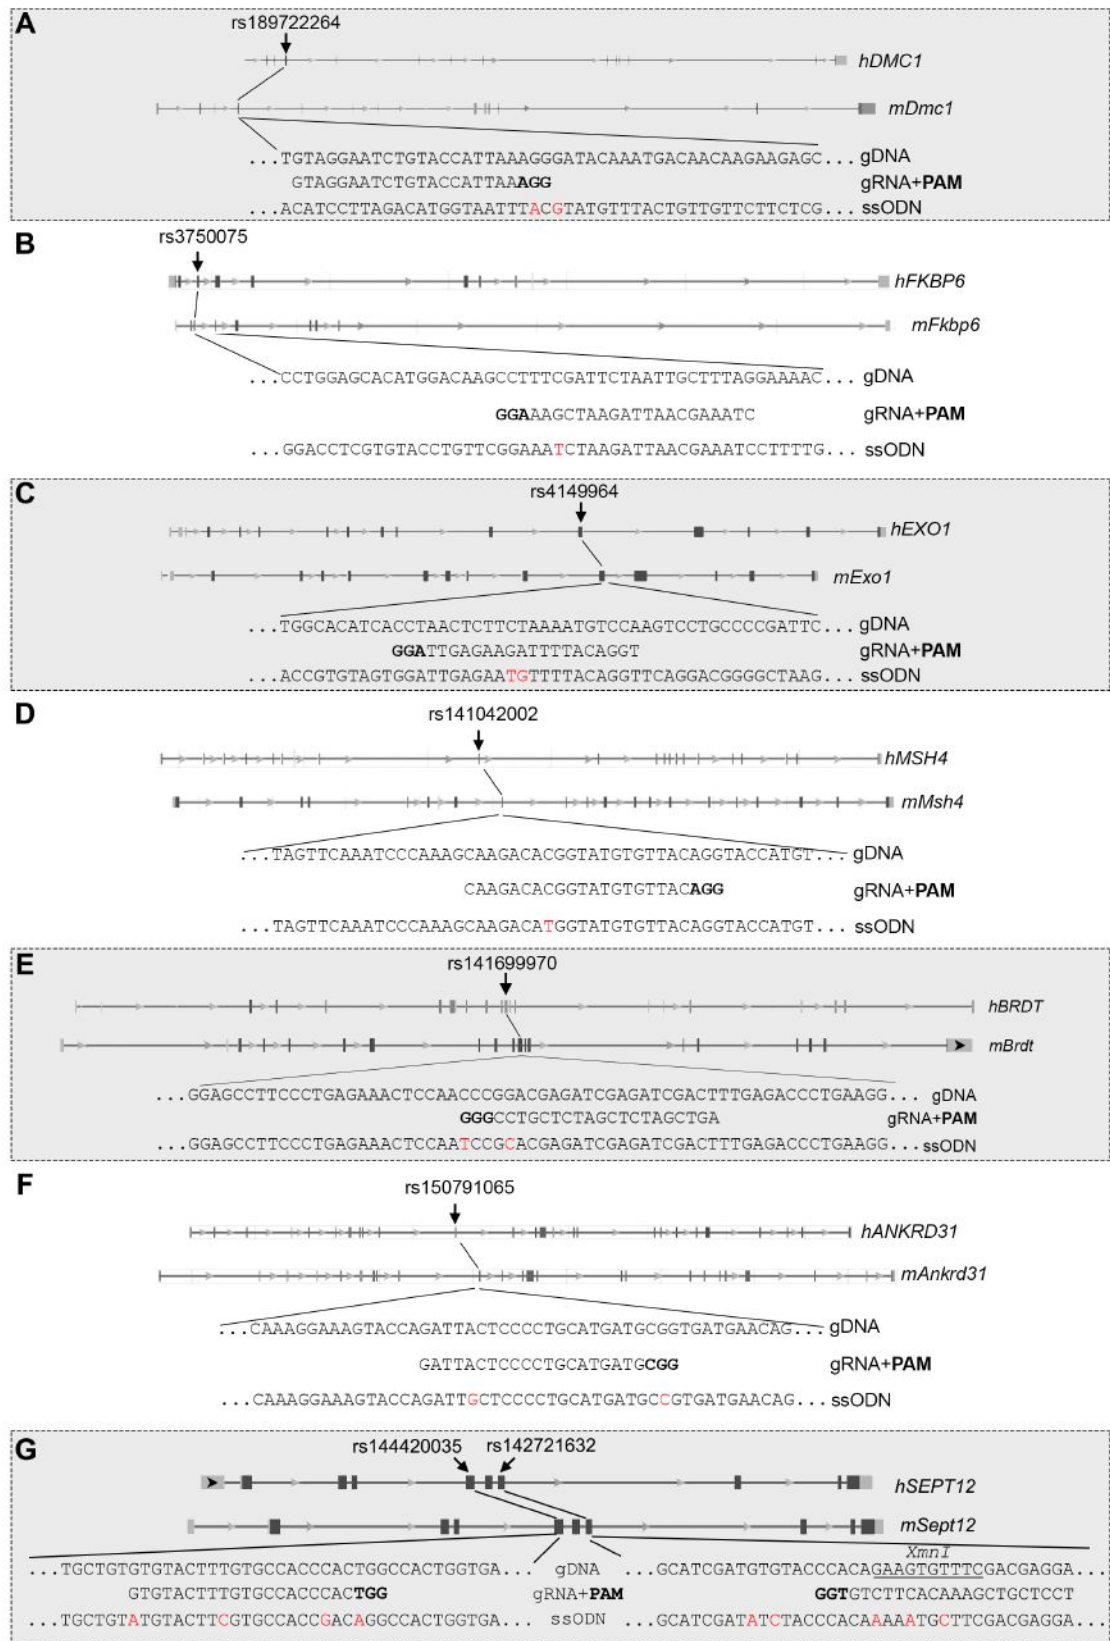 A
rs189722264
hDMC1
mDmc1
...TGTAGGAATCTGTACCATTAAAGGGATACAAATGACAACAAGAAGAGC... gDNA
GTAGGAATCTGTACCATTAAAGG gRNA+PAM
...ACATCCTTAGACATGGTAATTTACGTATGTTTACTGTTGTTCTTCTCG... ssODN
B
rs3750075
hFKBP6
mFkbp6
...CCTGGAGCACATGGACAAGCCTTTCGATTCTAATTGCTTTAGGAAAAC... gDNA
GGAAAGCTAAGATTAACGAAATC gRNA+PAM
...GGACCTCGTGTACCTGTTCGGAAATCTAAGATTAACGAAATCCTTTTG... ssODN
C
rs4149964
hEXO1
mExo1
...TGGCACATCACCTAACTCTTCTAAAATGTCCAAGTCCTGCCCCGATTC... gDNA
GGATTGAGAAGATTTTACAGGT gRNA+PAM
...ACCGTGTAGTGGATTGAGAATGTTTTACAGGTTCAGGACGGGGCTAAG... ssODN
D
rs141042002
hMSH4
mMsh4
...TAGTTCAAATCCCAAAGCAAGACACGGTATGTGTTACAGGTACCATGT... gDNA
CAAGACACGGTATGTGTTACAGG gRNA+PAM
...TAGTTCAAATCCCAAAGCAAGACATGGTATGTGTTACAGGTACCATGT... ssODN
E
rs141699970
hBRDT
mBrdt
...GGAGCCTTCCCTGAGAAACTCCAACCCGGACGAGATCGAGATCGACTTTGAGACCCTGAAGG... gDNA
GGGCCTGCTCTAGCTCTAGCTGA gRNA+PAM
...GGAGCCTTCCCTGAGAAACTCCAATCCGCACGAGATCGAGATCGACTTTGAGACCCTGAAGG... ssODN
F
rs150791065
hANKRD31
mAnkrd31
...CAAAGGAAAGTACCAGATTACTCCCCTGCATGATGCGGTGATGAACAG... gDNA
GATTACTCCCCTGCATGATGCGG gRNA+PAM
...CAAAGGAAAGTACCAGATTGCTCCCCTGCATGATGCCGTGATGAACAG... ssODN
G
rs144420035 rs142721632
hSEPT12
mSept12
XmnI
...TGCTGTGTGTACTTTGTGCCACCCACTGGCCACTGGTGA... gDNA ...GCATCGATGTGTACCCACAGAAGTGTTTCGACGAGGA...
GTGTACTTTGTGCCACCCACTGG gRNA+PAM GGTGTCTTCACAAAGCTGCTCCT
...TGCTGTATGTACTTCGTGCCACCGACAGGCCACTGGTGA... ssODN ...GCATCGATATCTACCCACAAAAATGCTTCGACGAGGA...